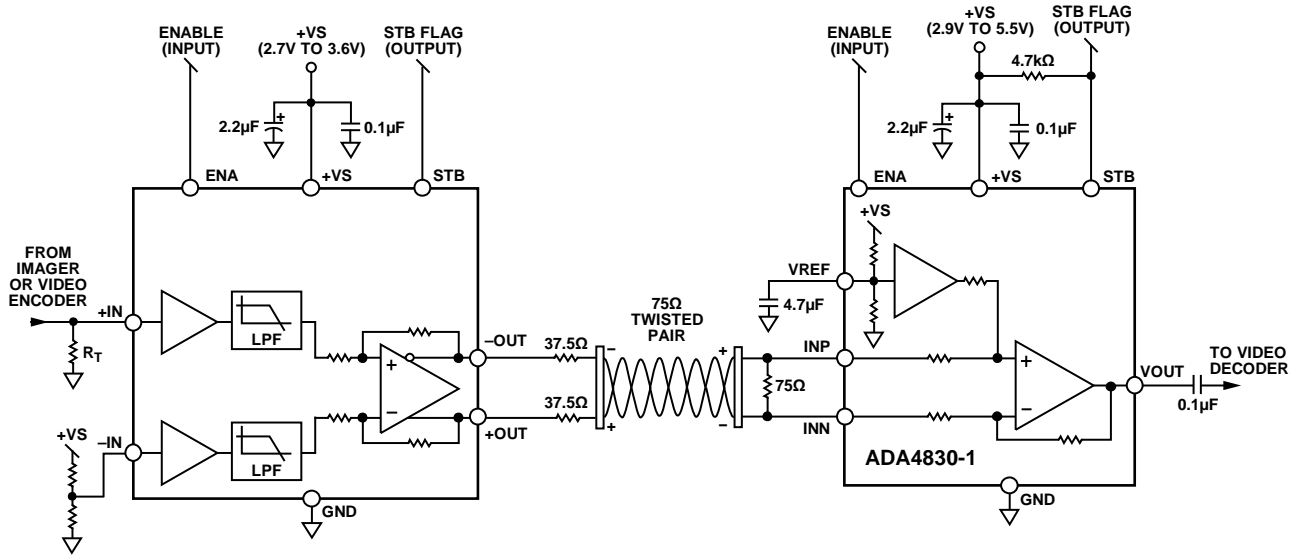 ENABLE
(INPUT)
+VS
(2.7V TO 3.6V)
STB FLAG
(OUTPUT)
2.2µF
+
0.1µF
ENA
+VS
STB
FROM
IMAGER
OR VIDEO
ENCODER
+IN
RT
LPF
+
−
−OUT
+OUT
+VS
−IN
LPF
GND
37.5Ω
37.5Ω
−
+
75Ω
TWISTED
PAIR
+
−
ENABLE
(INPUT)
+VS
(2.9V TO 5.5V)
STB FLAG
(OUTPUT)
4.7kΩ
2.2µF
+
0.1µF
ENA
+VS
STB
+VS
VREF
4.7µF
INP
75Ω
INN
+
−
VOUT
TO VIDEO
DECODER
0.1µF
ADA4830-1
GND